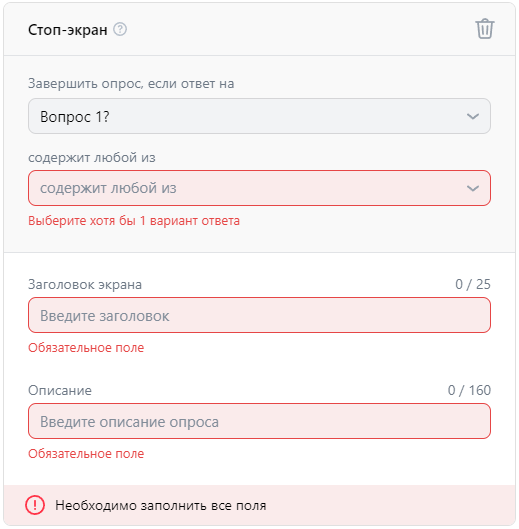 Стоп-экран
Завершить опрос, если ответ на
Вопрос 1?
содержит любой из
содержит любой из
Выберите хотя бы 1 вариант ответа
Заголовок экрана 0 / 25
Введите заголовок
Обязательное поле
Описание 0 / 160
Введите описание опроса
Обязательное поле
Необходимо заполнить все поля